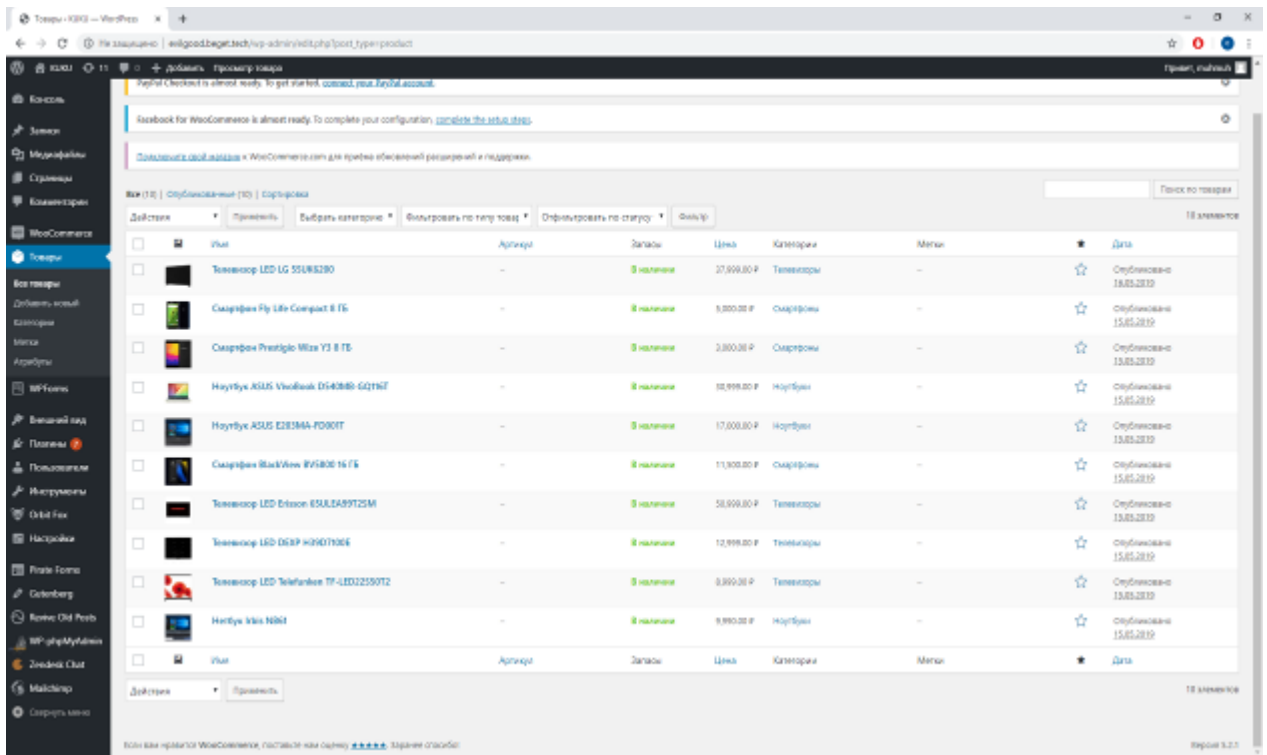 Товары ‹ KUKU — WordPress
Не защищено | evilgood.beget.tech/wp-admin/edit.php?post_type=product
KUKU 11 0 Добавить Просмотр товара
Привет,
PayPal Checkout is almost ready. To get started, connect your PayPal account.
Facebook for WooCommerce is almost ready. To complete your configuration, complete the setup steps.
Подключите свой магазин к WooCommerce.com для приёма обновлений расширений и поддержки.
Консоль
Записи
Медиафайлы
Страницы
Комментарии
WooCommerce
Товары
Все товары
Добавить новый
Категории
Метки
Атрибуты
WPForms
Внешний вид
Плагины
Пользователи
Инструменты
Orbit Fox
Настройки
Pirate Forms
Gutenberg
Revive Old Posts
WP-phpMyAdmin
Zendesk Chat
Mailchimp
Свернуть меню
Все (10) | Опубликованные (10) | Сортировка
Поиск по товарам
Действия Применить Выбрать категорию Фильтровать по типу товар Отфильтровать по статусу Фильтр
10 элементов
Имя Артикул Запасы Цена Категории Метки Дата
Телевизор LED LG 55UK6200 – В наличии 37,999.00 ₽ Телевизоры – Опубликовано
16.05.2019
Смартфон Fly Life Compact 8 ГБ – В наличии 3,000.00 ₽ Смартфоны – Опубликовано
15.05.2019
Смартфон Prestigio Wize Y3 8 ГБ – В наличии 2,000.00 ₽ Смартфоны – Опубликовано
15.05.2019
Ноутбук ASUS VivoBook D540MB-GQ116T – В наличии 30,999.00 ₽ Ноутбуки – Опубликовано
15.05.2019
Ноутбук ASUS E203MA-FD001T – В наличии 17,000.00 ₽ Ноутбуки – Опубликовано
15.05.2019
Смартфон BlackView BV5800 16 ГБ – В наличии 11,500.00 ₽ Смартфоны – Опубликовано
15.05.2019
Телевизор LED Erisson 65ULEA99T2SM – В наличии 50,999.00 ₽ Телевизоры – Опубликовано
15.05.2019
Телевизор LED DEXP H39D7100E – В наличии 12,999.00 ₽ Телевизоры – Опубликовано
15.05.2019
Телевизор LED Telefunken TF-LED22S50T2 – В наличии 8,999.00 ₽ Телевизоры – Опубликовано
15.05.2019
Нетбук Irbis NB61 – В наличии 9,990.00 ₽ Ноутбуки – Опубликовано
15.05.2019
Имя Артикул Запасы Цена Категории Метки Дата
Действия Применить
10 элементов
Если вам нравится WooCommerce, поставьте нам оценку ★★★★★. Заранее спасибо!
Версия 5.2.1